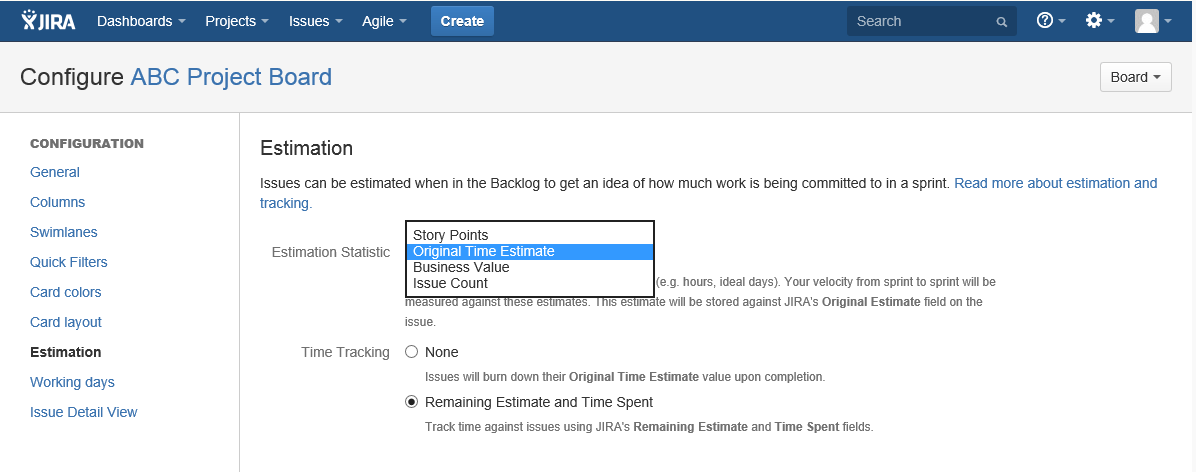 JIRA Dashboards Projects Issues Agile Create Search
Configure ABC Project Board Board
CONFIGURATION
General
Columns
Swimlanes
Quick Filters
Card colors
Card layout
Estimation
Working days
Issue Detail View
Estimation
Issues can be estimated when in the Backlog to get an idea of how much work is being committed to in a sprint. Read more about estimation and
tracking.
Estimation Statistic
Story Points
Original Time Estimate
Business Value
Issue Count
(e.g. hours, ideal days). Your velocity from sprint to sprint will be
measured against these estimates. This estimate will be stored against JIRA's Original Estimate field on the
issue.
Time Tracking None
Issues will burn down their Original Time Estimate value upon completion.
Remaining Estimate and Time Spent
Track time against issues using JIRA's Remaining Estimate and Time Spent fields.